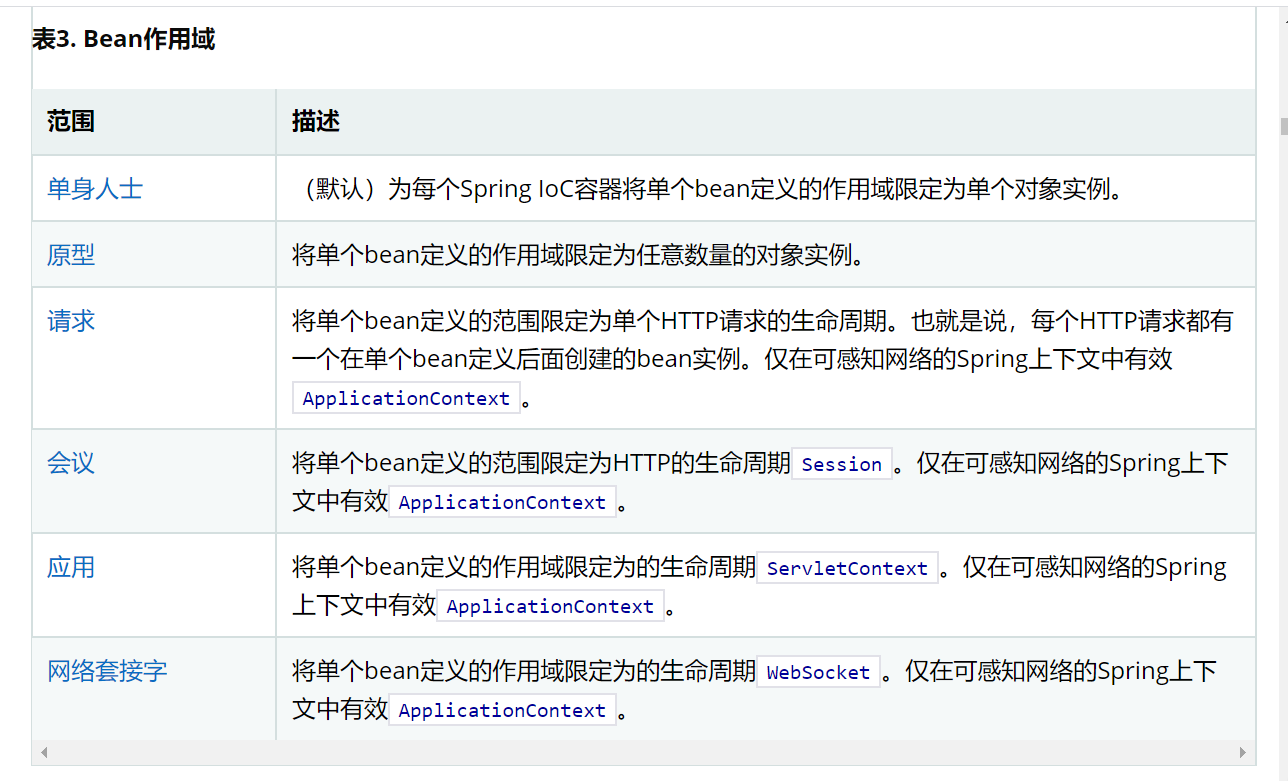 表3. Bean作用域
范围 描述
单身人士 （默认）为每个Spring IoC容器将单个bean定义的作用域限定为单个对象实例。
原型 将单个bean定义的作用域限定为任意数量的对象实例。
请求 将单个bean定义的范围限定为单个HTTP请求的生命周期。也就是说，每个HTTP请求都有
一个在单个bean定义后面创建的bean实例。仅在可感知网络的Spring上下文中有效
ApplicationContext 。
会议 将单个bean定义的范围限定为HTTP的生命周期 Session 。仅在可感知网络的Spring上下
文中有效 ApplicationContext 。
应用 将单个bean定义的作用域限定为的生命周期 ServletContext 。仅在可感知网络的Spring
上下文中有效 ApplicationContext 。
网络套接字 将单个bean定义的作用域限定为的生命周期 WebSocket 。仅在可感知网络的Spring上下
文中有效 ApplicationContext 。